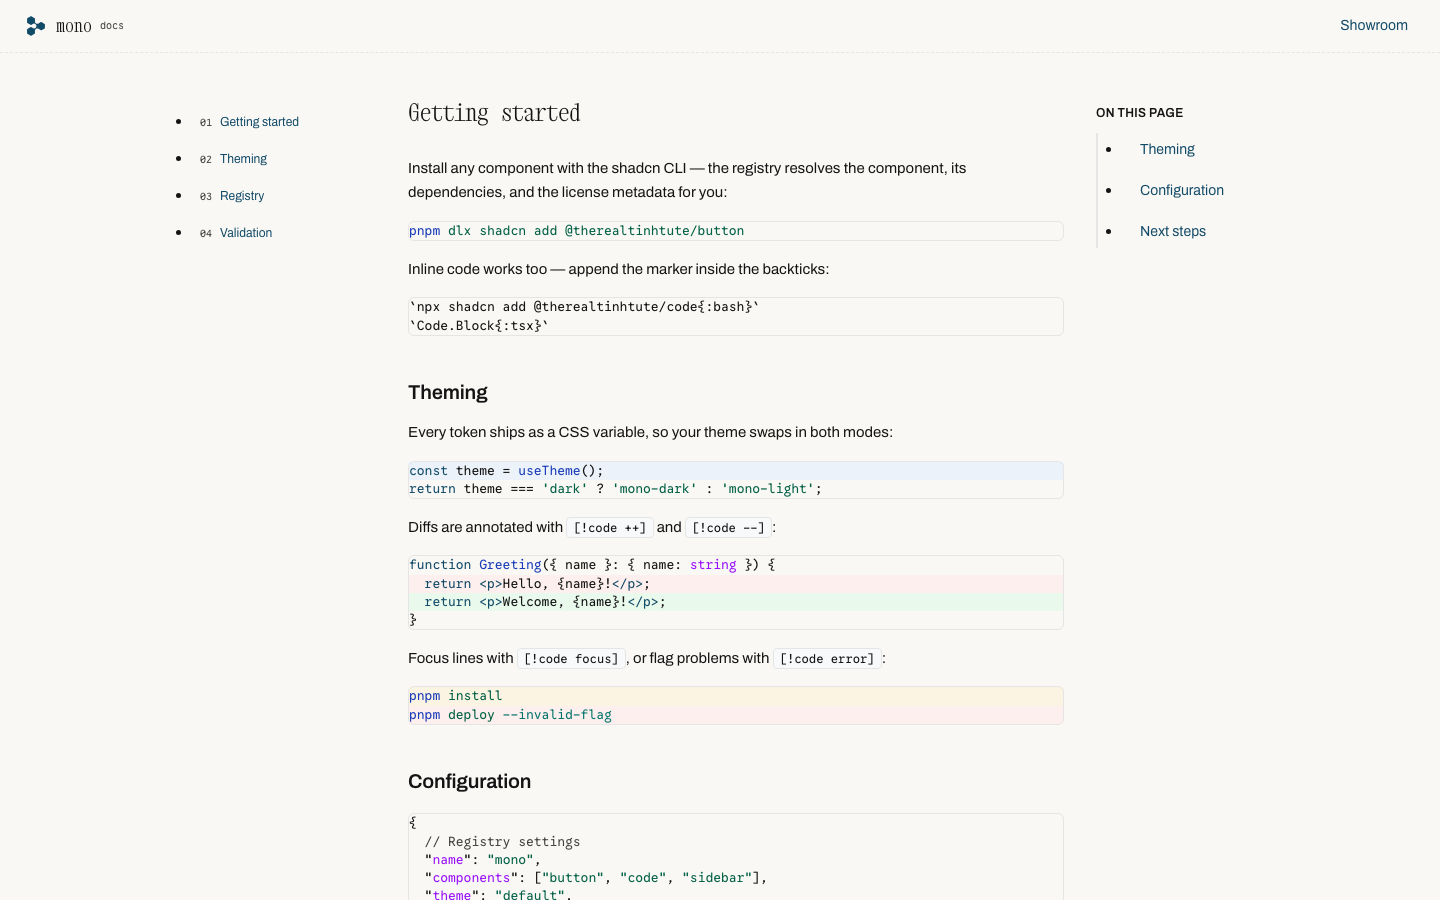 mono docs
Showroom
01 Getting started
02 Theming
03 Registry
04 Validation
Getting started
Install any component with the shadcn CLI — the registry resolves the component, its
dependencies, and the license metadata for you:
pnpm dlx shadcn add @therealtinhtute/button
Inline code works too — append the marker inside the backticks:
`npx shadcn add @therealtinhtute/code{:bash}`
`Code.Block{:tsx}`
Theming
Every token ships as a CSS variable, so your theme swaps in both modes:
const theme = useTheme();
return theme === 'dark' ? 'mono-dark' : 'mono-light';
Diffs are annotated with [!code ++] and [!code --]:
function Greeting({ name }: { name: string }) {
  return <p>Hello, {name}!</p>;
  return <p>Welcome, {name}!</p>;
}
Focus lines with [!code focus], or flag problems with [!code error]:
pnpm install
pnpm deploy --invalid-flag
Configuration
{
  // Registry settings
  "name": "mono",
  "components": ["button", "code", "sidebar"],
  "theme": "default",
ON THIS PAGE
Theming
Configuration
Next steps